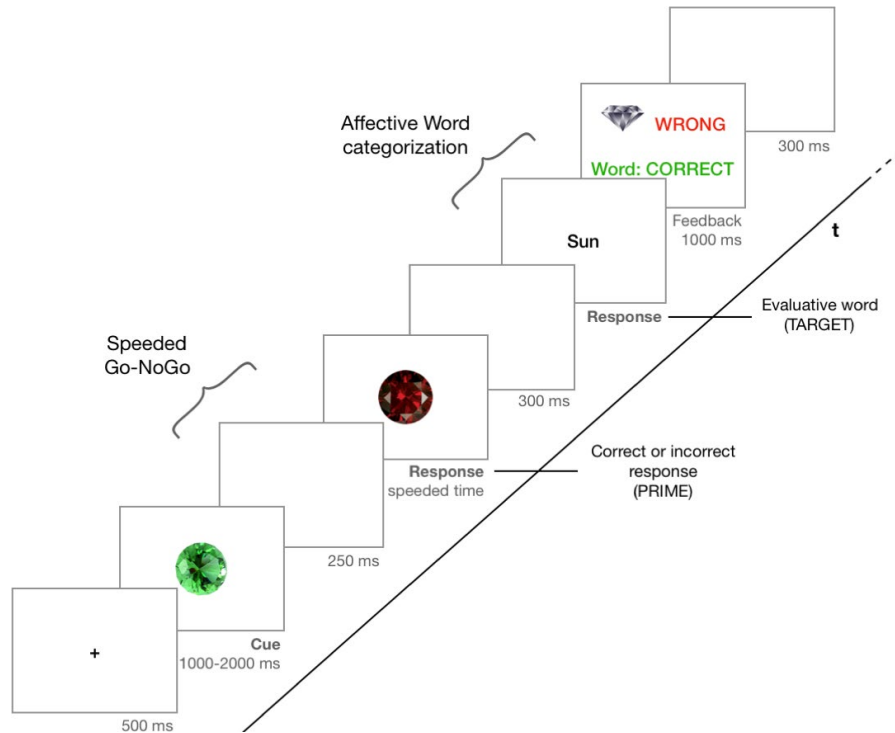 Affective Word
categorization
WRONG
Word: CORRECT
300 ms
Feedback
1000 ms
t
Sun
Response
Evaluative word
(TARGET)
Speeded
Go-NoGo
300 ms
Response
speeded time
Correct or incorrect
response
(PRIME)
250 ms
Cue
1000-2000 ms
+
500 ms